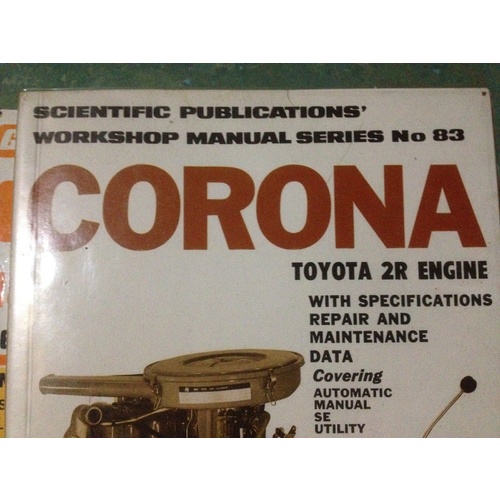 SCIENTIFIC PUBLICATIONS'
WORKSHOP MANUAL SERIES No 83
CORONA
TOYOTA 2R ENGINE
WITH SPECIFICATIONS
REPAIR AND
MAINTENANCE
DATA
Covering
AUTOMATIC
MANUAL
SE
UTILITY